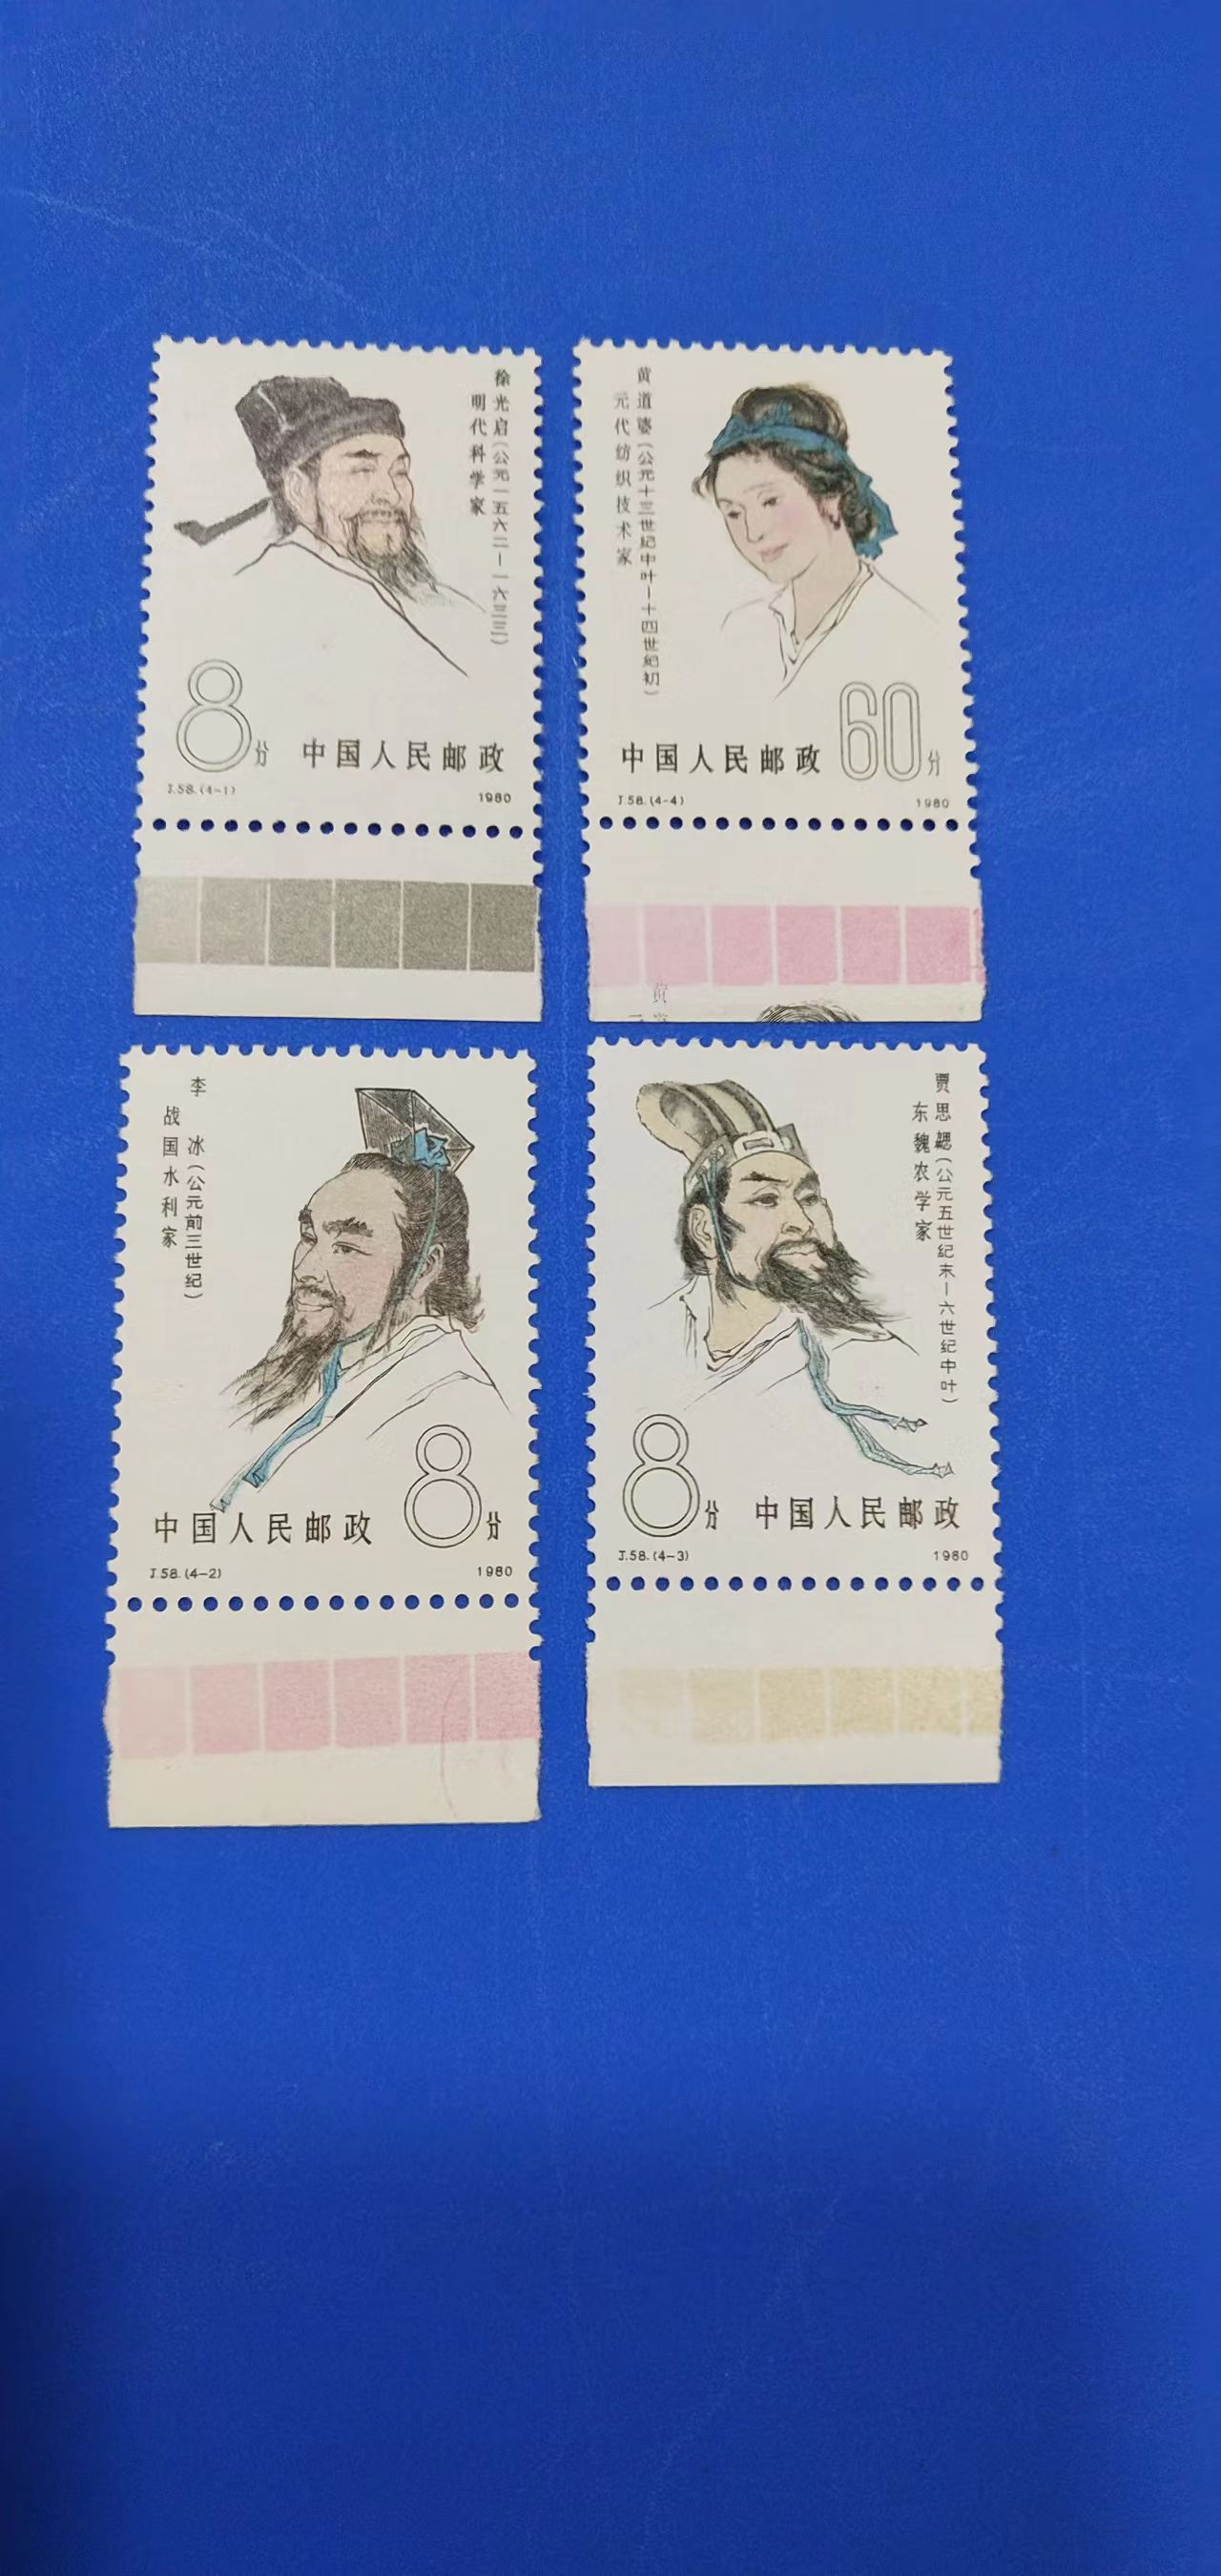 徐光启(公元一五六二—一六三三)
明代科学家
8分 中国人民邮政
J.58.(4-1) 1980
黄道婆(公元十三世纪中叶—十四世纪初)
元代纺织技术家
中国人民邮政 60分
J.58.(4-4) 1980
黄
李冰(公元前三世纪)
战国水利家
中国人民邮政 8分
J.58.(4-2) 1980
贾思勰(公元五世纪末—六世纪中叶)
东魏农学家
8分 中国人民邮政
J.58.(4-3) 1980